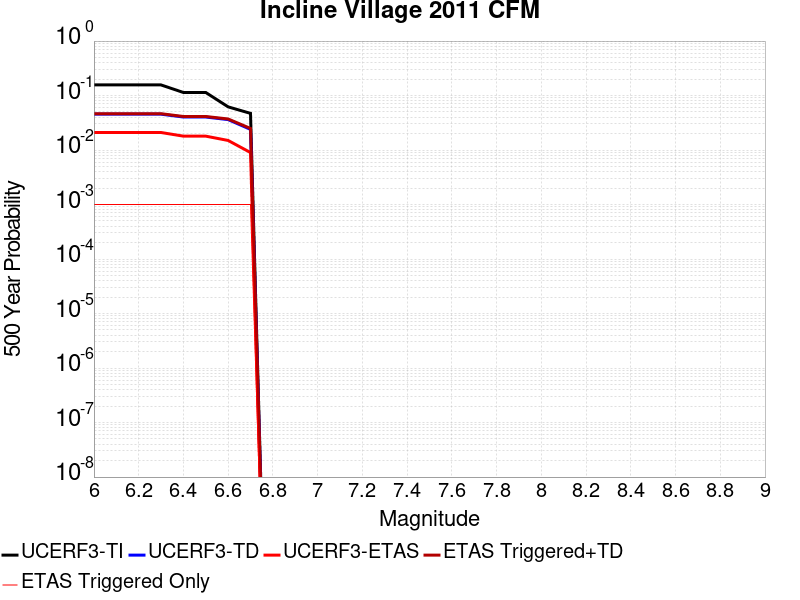 Incline Village 2011 CFM
10^0
10^-1
10^-2
10^-3
10^-4
10^-5
10^-6
10^-7
10^-8
500 Year Probability
6 6.2 6.4 6.6 6.8 7 7.2 7.4 7.6 7.8 8 8.2 8.4 8.6 8.8 9
Magnitude
UCERF3-TI UCERF3-TD UCERF3-ETAS ETAS Triggered+TD
ETAS Triggered Only